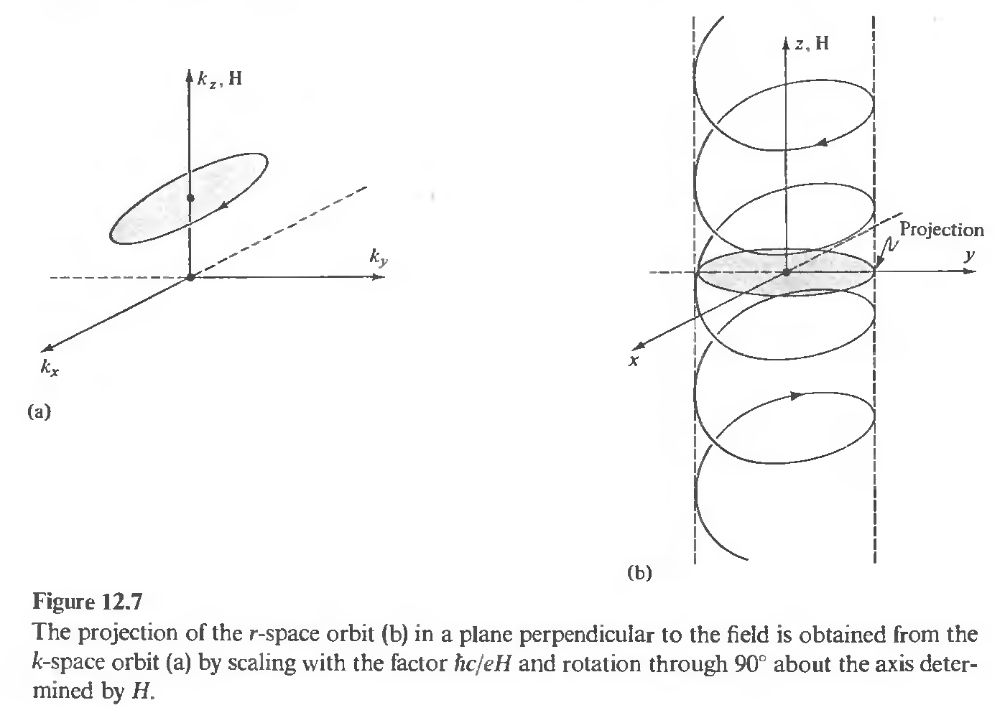 k_z, H
k_y
k_x
(a)
z, H
Projection
y
x
(b)
Figure 12.7
The projection of the r-space orbit (b) in a plane perpendicular to the field is obtained from the
k-space orbit (a) by scaling with the factor ħc/eH and rotation through 90° about the axis deter-
mined by H.